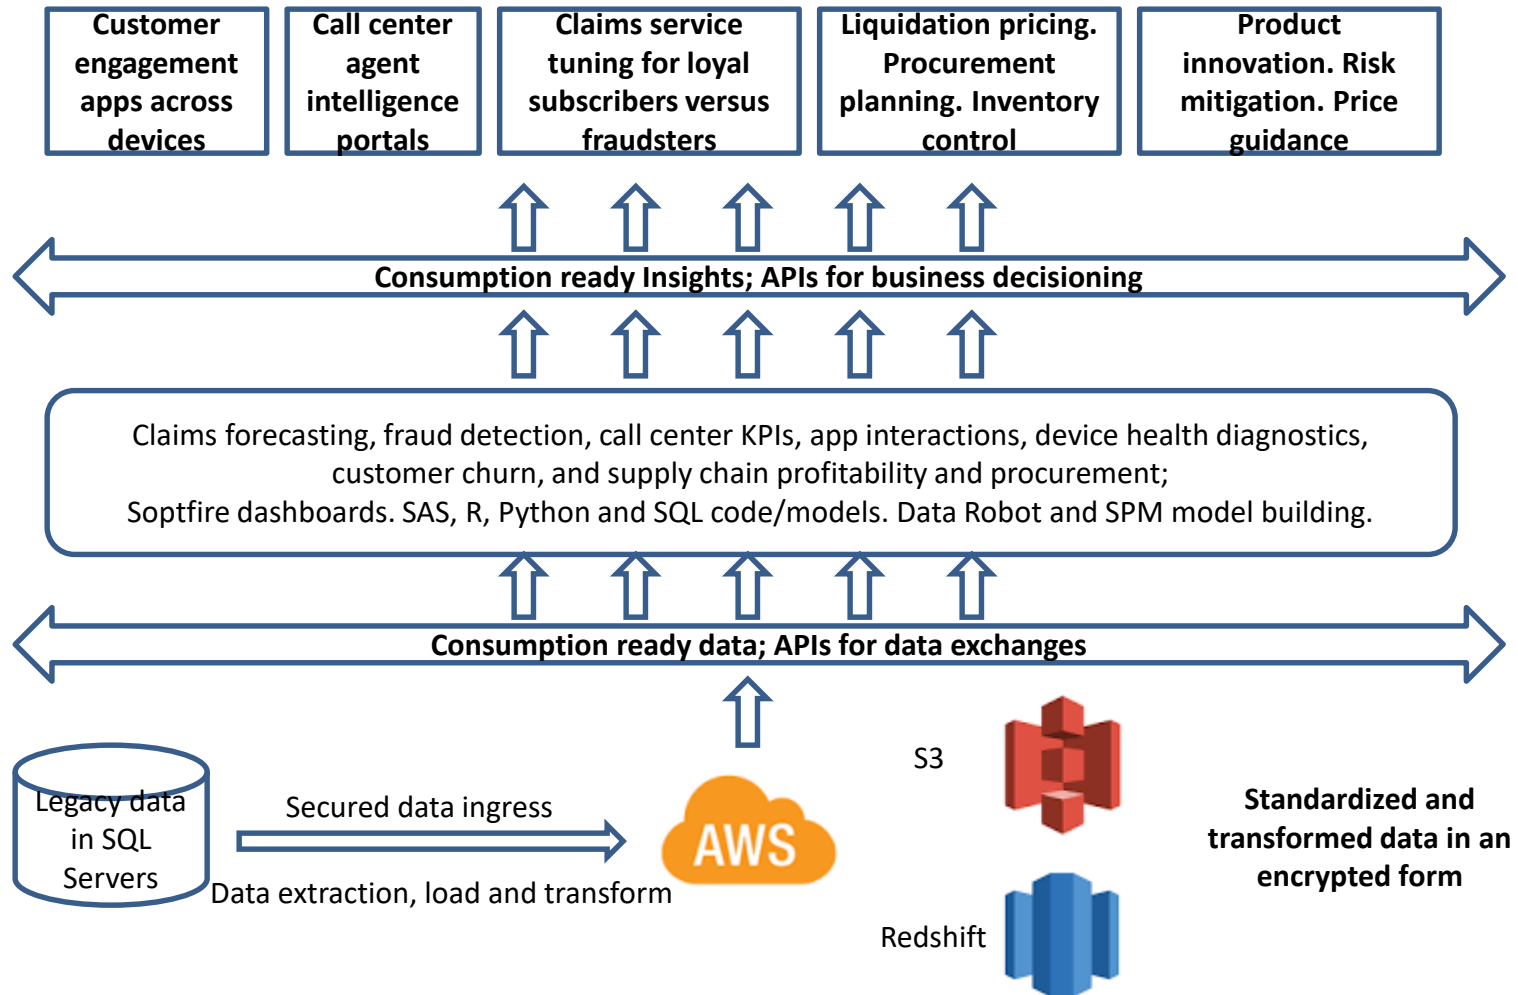 Customer
engagement
apps across
devices
Call center
agent
intelligence
portals
Claims service
tuning for loyal
subscribers versus
fraudsters
Liquidation pricing.
Procurement
planning. Inventory
control
Product
innovation. Risk
mitigation. Price
guidance
Consumption ready Insights; APIs for business decisioning
Claims forecasting, fraud detection, call center KPIs, app interactions, device health diagnostics,
customer churn, and supply chain profitability and procurement;
Soptfire dashboards. SAS, R, Python and SQL code/models. Data Robot and SPM model building.
Consumption ready data; APIs for data exchanges
Legacy data
in SQL
Servers
Secured data ingress
Data extraction, load and transform
AWS
S3
Redshift
Standardized and
transformed data in an
encrypted form